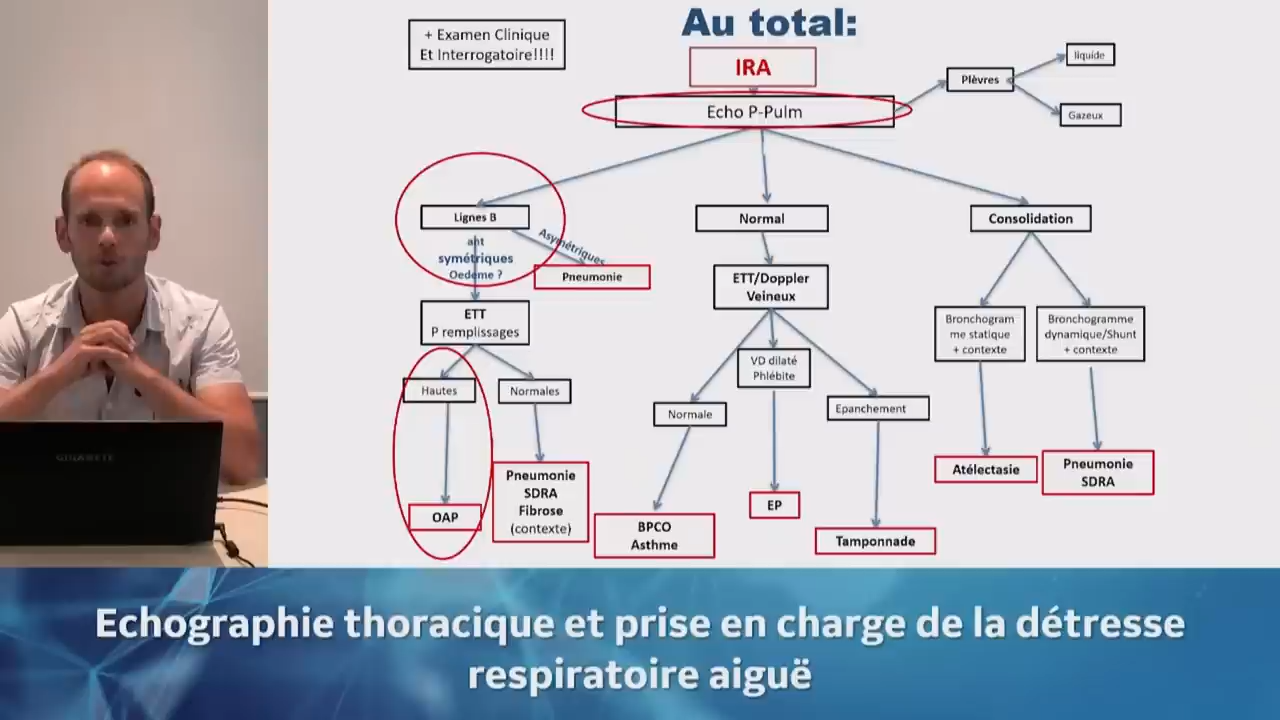 Au total:
+ Examen Clinique
Et Interrogatoire!!!!
IRA
Echo P-Pulm
Plèvres
liquide
Gazeux
Lignes B
ant
symétriques
Oedème ?
Asymétriques
Pneumonie
ETT
P remplissages
Hautes
Normales
OAP
Pneumonie
SDRA
Fibrose
(contexte)
Normal
ETT/Doppler
Veineux
Normale
VD dilaté
Phlébite
Epanchement
BPCO
Asthme
EP
Tamponnade
Consolidation
Bronchogram
me statique
+ contexte
Bronchogramme
dynamique/Shunt
+ contexte
Atélectasie
Pneumonie
SDRA
GIGABYTE
Echographie thoracique et prise en charge de la détresse
respiratoire aiguë